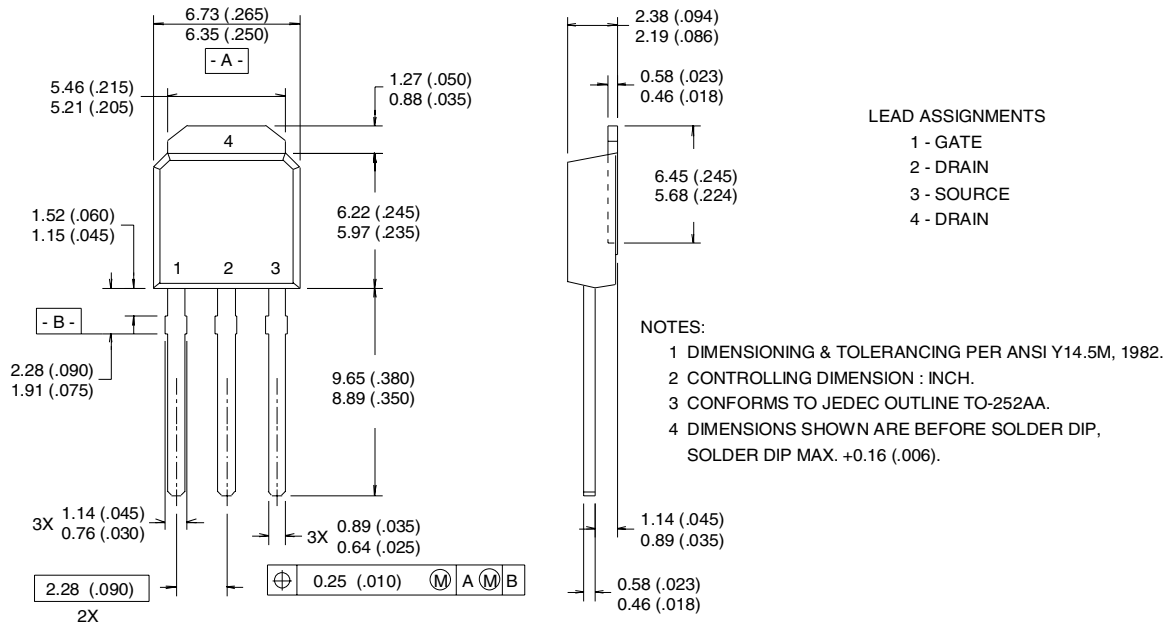 6.73 (.265)
6.35 (.250)
- A -
5.46 (.215)
5.21 (.205)
1.27 (.050)
0.88 (.035)
4
1.52 (.060)
1.15 (.045)
6.22 (.245)
5.97 (.235)
1 2 3
- B -
2.28 (.090)
1.91 (.075)
9.65 (.380)
8.89 (.350)
3X 1.14 (.045)
0.76 (.030)
3X 0.89 (.035)
0.64 (.025)
2.28 (.090)
2X
⌖ 0.25 (.010) Ⓜ A Ⓜ B
2.38 (.094)
2.19 (.086)
0.58 (.023)
0.46 (.018)
6.45 (.245)
5.68 (.224)
1.14 (.045)
0.89 (.035)
0.58 (.023)
0.46 (.018)
LEAD ASSIGNMENTS
1 - GATE
2 - DRAIN
3 - SOURCE
4 - DRAIN
NOTES:
1 DIMENSIONING & TOLERANCING PER ANSI Y14.5M, 1982.
2 CONTROLLING DIMENSION : INCH.
3 CONFORMS TO JEDEC OUTLINE TO-252AA.
4 DIMENSIONS SHOWN ARE BEFORE SOLDER DIP,
SOLDER DIP MAX. +0.16 (.006).